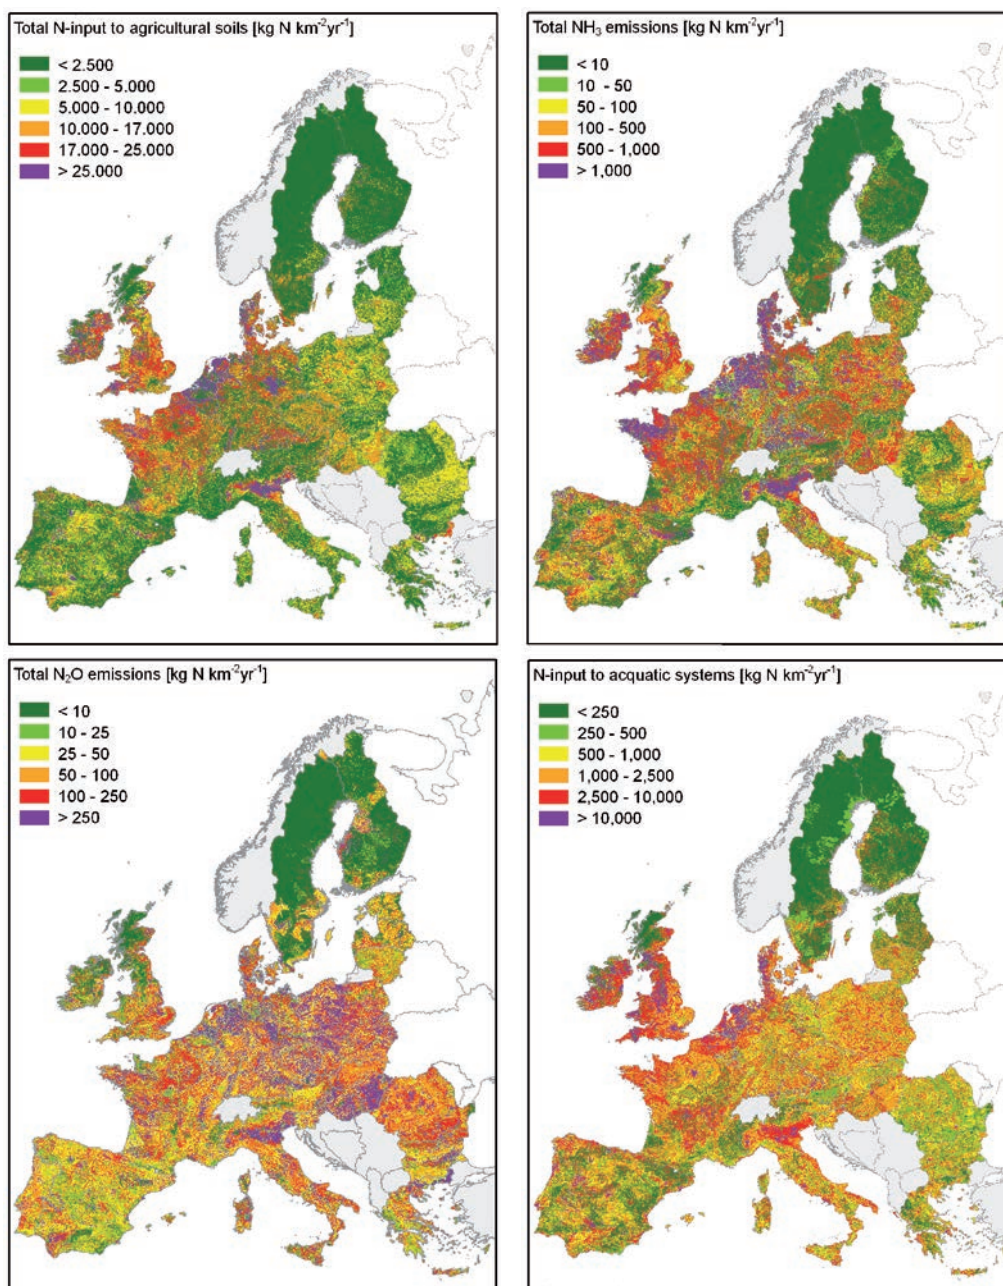 Total N-input to agricultural soils [kg N km⁻²yr⁻¹]
< 2.500
2.500 - 5.000
5.000 - 10.000
10.000 - 17.000
17.000 - 25.000
> 25.000
Total NH₃ emissions [kg N km⁻²yr⁻¹]
< 10
10 - 50
50 - 100
100 - 500
500 - 1,000
> 1,000
Total N₂O emissions [kg N km⁻²yr⁻¹]
< 10
10 - 25
25 - 50
50 - 100
100 - 250
> 250
N-input to acquatic systems [kg N km⁻²yr⁻¹]
< 250
250 - 500
500 - 1,000
1,000 - 2,500
2,500 - 10,000
> 10,000